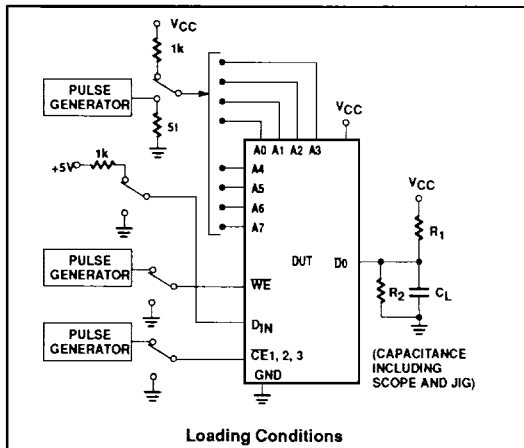 VCC
1k
PULSE
GENERATOR
51
1k
+5V
VCC
A0 A1 A2 A3
A4
A5
A6
A7
VCC
R1
DUT
D0
R2
CL
PULSE
GENERATOR
WE
DIN
PULSE
GENERATOR
CE1, 2, 3
GND
(CAPACITANCE
INCLUDING
SCOPE AND JIG)
Loading Conditions